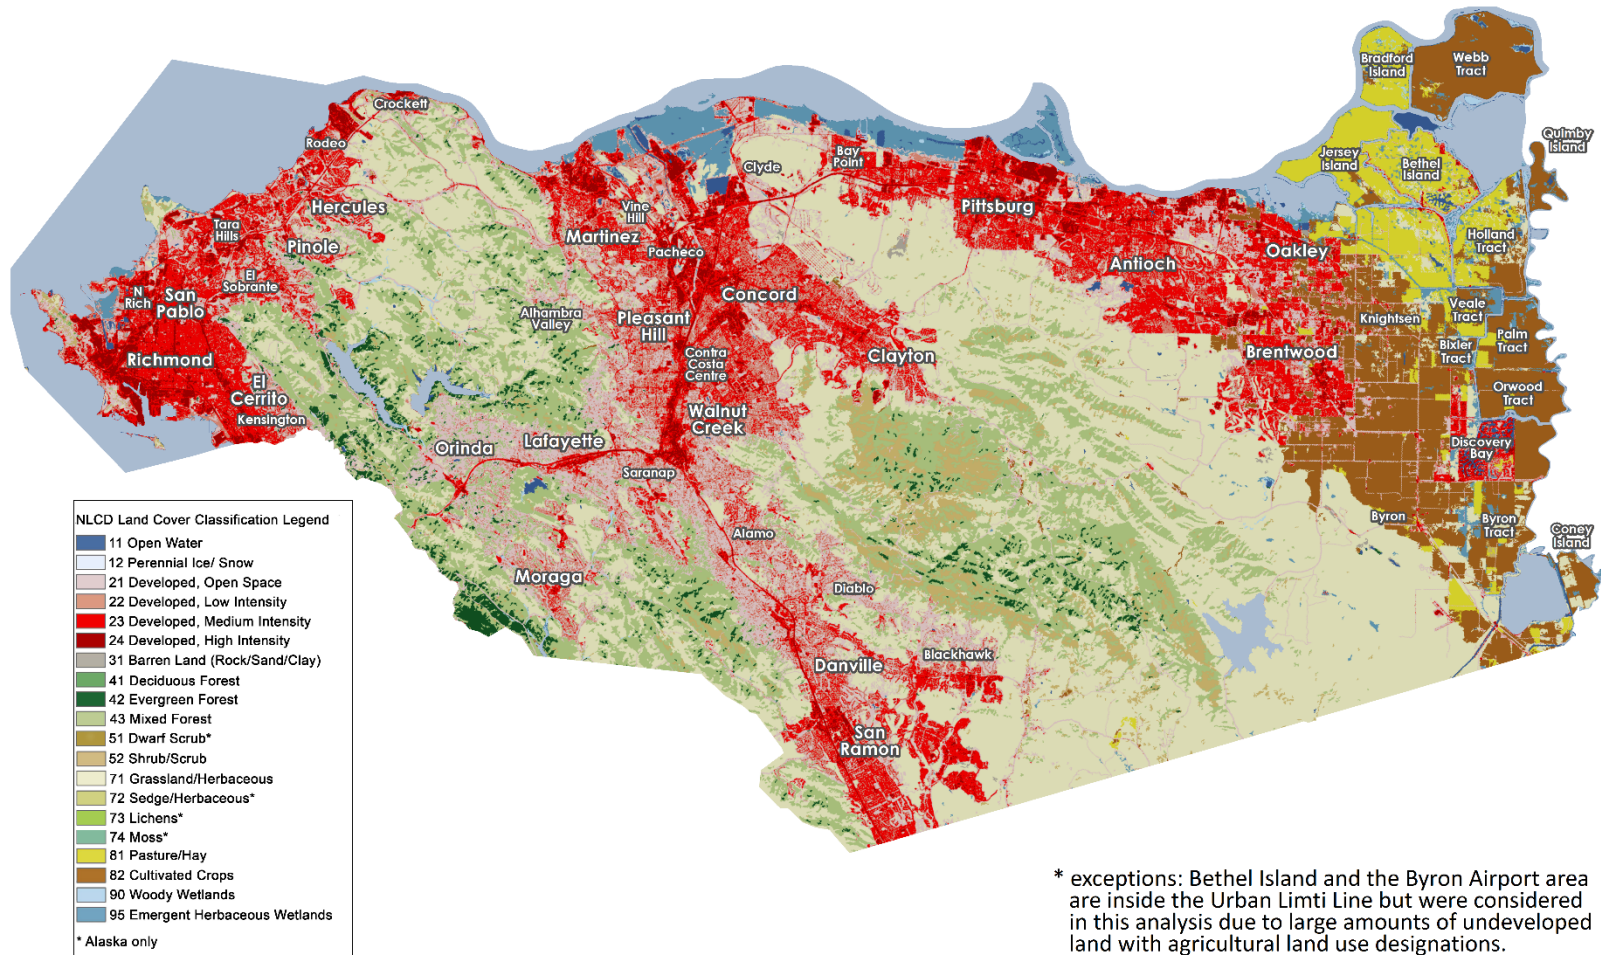 Bradford
Island
Webb
Tract
Crockett
Quimby
Island
Rodeo
Bay
Point
Jersey
Island
Bethel
Island
Clyde
Hercules
Vine
Hill
Pittsburg
Tara
Hills
Pinole
Martinez
Pacheco
Antioch
Oakley
Holland
Tract
El
Sobrante
N
Rich
San
Pablo
Concord
Alhambra
Valley
Pleasant
Hill
Knightsen
Veale
Tract
Palm
Tract
Bixler
Tract
Richmond
Contra
Costa
Centre
Clayton
Brentwood
El
Cerrito
Kensington
Orwood
Tract
Walnut
Creek
Orinda
Lafayette
Saranap
Discovery
Bay
Alamo
Byron
Byron
Tract
Coney
Island
Moraga
Diablo
Danville
Blackhawk
San
Ramon
NLCD Land Cover Classification Legend
11 Open Water
12 Perennial Ice/ Snow
21 Developed, Open Space
22 Developed, Low Intensity
23 Developed, Medium Intensity
24 Developed, High Intensity
31 Barren Land (Rock/Sand/Clay)
41 Deciduous Forest
42 Evergreen Forest
43 Mixed Forest
51 Dwarf Scrub*
52 Shrub/Scrub
71 Grassland/Herbaceous
72 Sedge/Herbaceous*
73 Lichens*
74 Moss*
81 Pasture/Hay
82 Cultivated Crops
90 Woody Wetlands
95 Emergent Herbaceous Wetlands
* Alaska only
* exceptions: Bethel Island and the Byron Airport area
are inside the Urban Limti Line but were considered
in this analysis due to large amounts of undeveloped
land with agricultural land use designations.